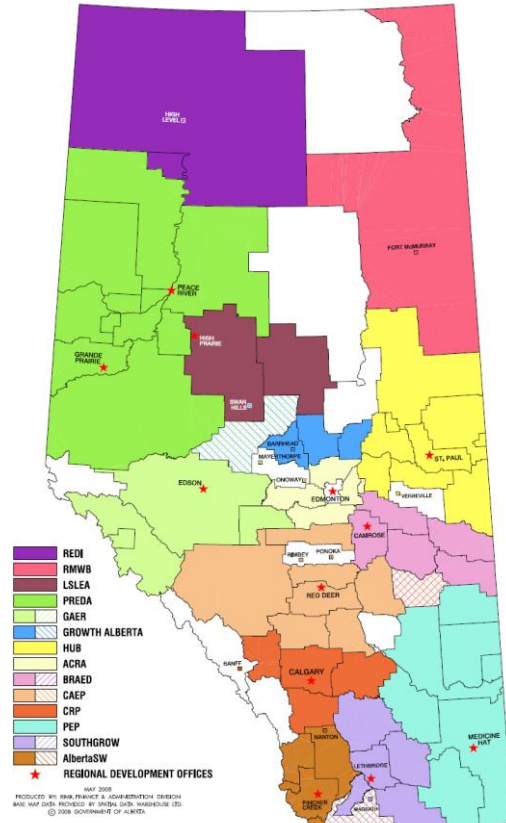 HIGH
LEVEL
FORT McMURRAY
PEACE
RIVER
HIGH
PRAIRIE
GRANDE
PRAIRIE
SWAN
HILLS
BARRHEAD
MAYERTHORPE
ST. PAUL
ONOWAY
EDSON
EDMONTON
VEGREVILLE
CAMROSE
RIMBEY
PONOKA
RED DEER
BANFF
CALGARY
NANTON
MEDICINE
HAT
LETHBRIDGE
PINCHER
CREEK
REDI
RMWB
LSLEA
PREDA
GAER
GROWTH ALBERTA
HUB
ACRA
BRAED
CAEP
CRP
PEP
SOUTHGROW
AlbertaSW
REGIONAL DEVELOPMENT OFFICES
MAY 2008
PRODUCED BY: RIMB, FINANCE & ADMINISTRATION DIVISION
BASE MAP DATA PROVIDED BY SPATIAL DATA WAREHOUSE LTD.
© 2008 GOVERNMENT OF ALBERTA